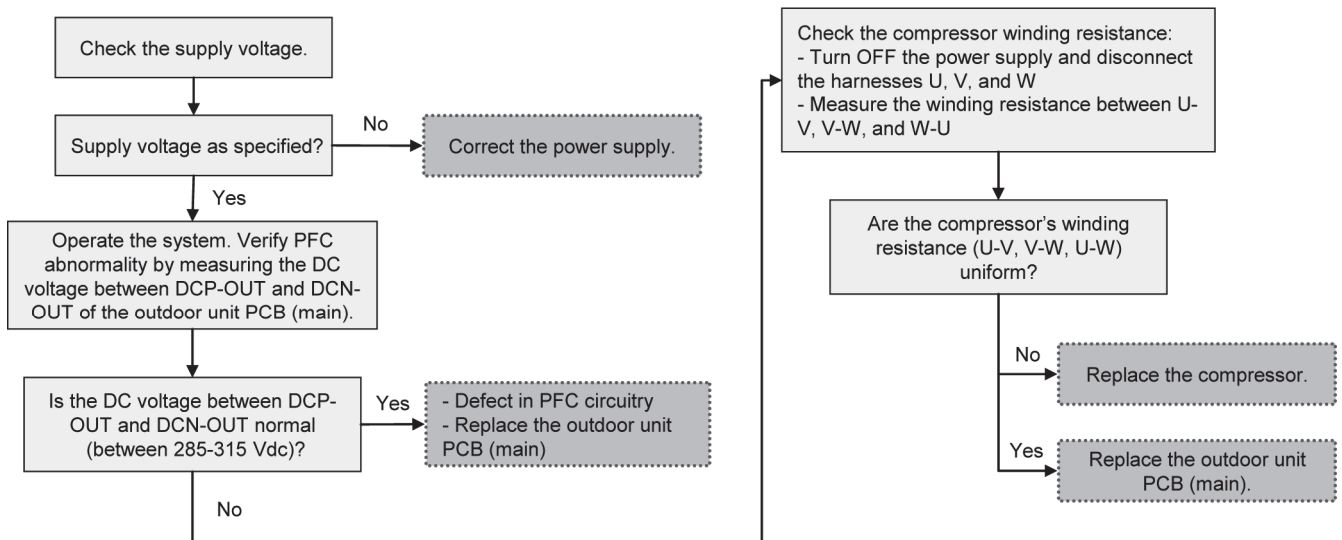 Check the supply voltage.
Supply voltage as specified?
No
Correct the power supply.
Yes
Operate the system. Verify PFC
abnormality by measuring the DC
voltage between DCP-OUT and DCN-
OUT of the outdoor unit PCB (main).
Is the DC voltage between DCP-
OUT and DCN-OUT normal
(between 285-315 Vdc)?
Yes
- Defect in PFC circuitry
- Replace the outdoor unit
PCB (main)
No
Check the compressor winding resistance:
- Turn OFF the power supply and disconnect
the harnesses U, V, and W
- Measure the winding resistance between U-
V, V-W, and W-U
Are the compressor's winding
resistance (U-V, V-W, U-W)
uniform?
No
Replace the compressor.
Yes
Replace the outdoor unit
PCB (main).